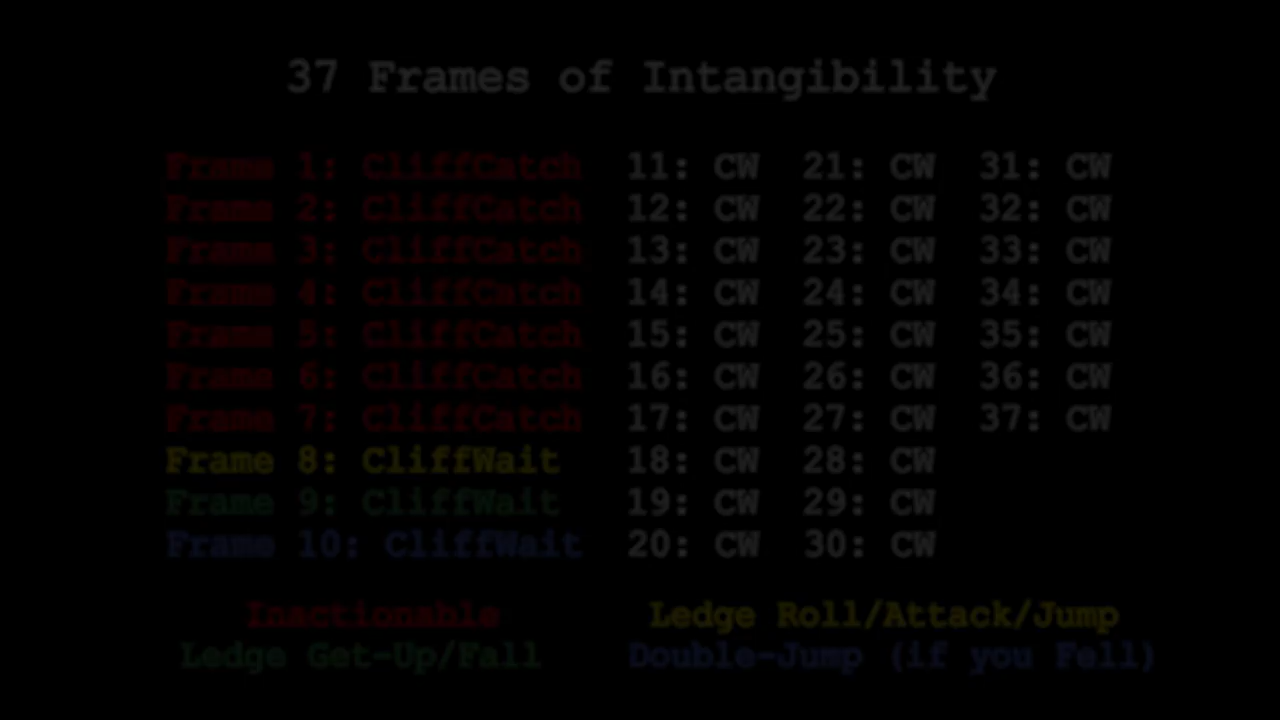 37 Frames of Intangibility
Frame 1: CliffCatch 11: CW 21: CW 31: CW
Frame 2: CliffCatch 12: CW 22: CW 32: CW
Frame 3: CliffCatch 13: CW 23: CW 33: CW
Frame 4: CliffCatch 14: CW 24: CW 34: CW
Frame 5: CliffCatch 15: CW 25: CW 35: CW
Frame 6: CliffCatch 16: CW 26: CW 36: CW
Frame 7: CliffCatch 17: CW 27: CW 37: CW
Frame 8: CliffWait 18: CW 28: CW
Frame 9: CliffWait 19: CW 29: CW
Frame 10: CliffWait 20: CW 30: CW
Inactionable Ledge Roll/Attack/Jump
Ledge Get-Up/Fall Double-Jump (if you Fell)